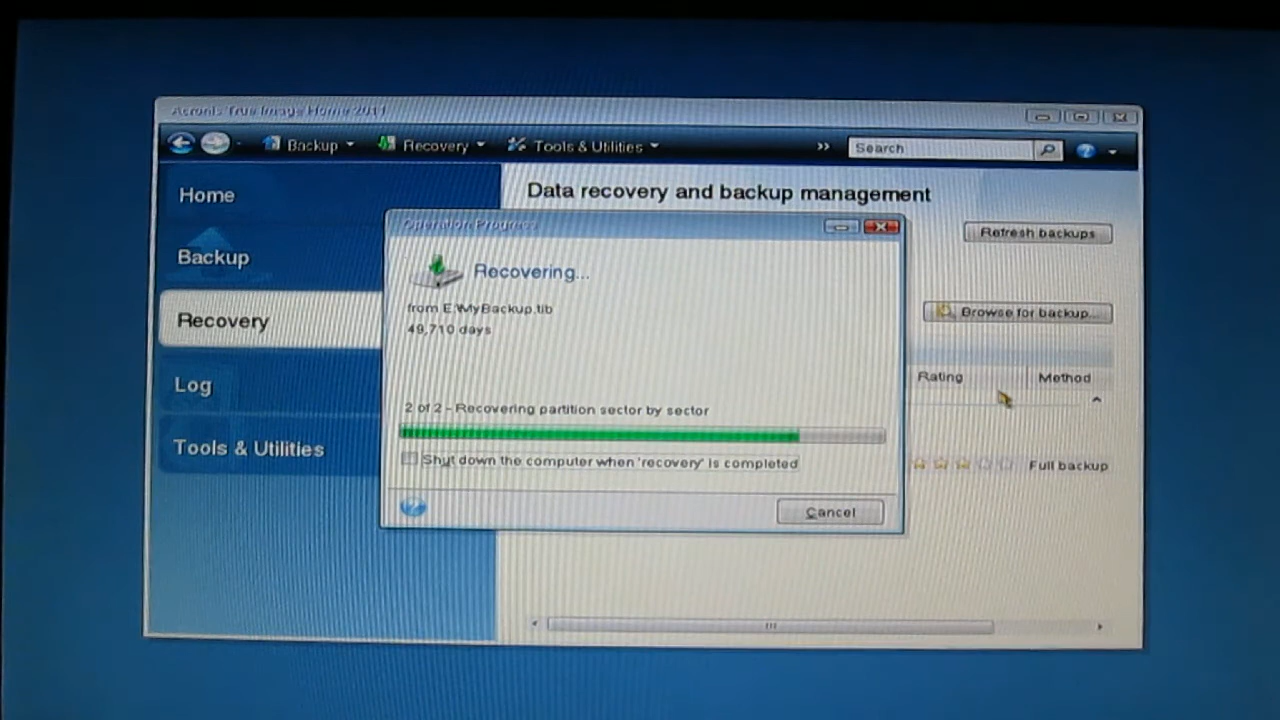 Acronis True Image Home 2011
Backup
Recovery
Tools & Utilities
»
Search
Home
Backup
Recovery
Log
Tools & Utilities
Data recovery and backup management
Refresh backups
Browse for backup...
Rating
Method
Full backup
Operation Progress
Recovering...
from E:\MyBackup.tib
49,710 days
2 of 2 - Recovering partition sector by sector
Shut down the computer when 'recovery' is completed
Cancel